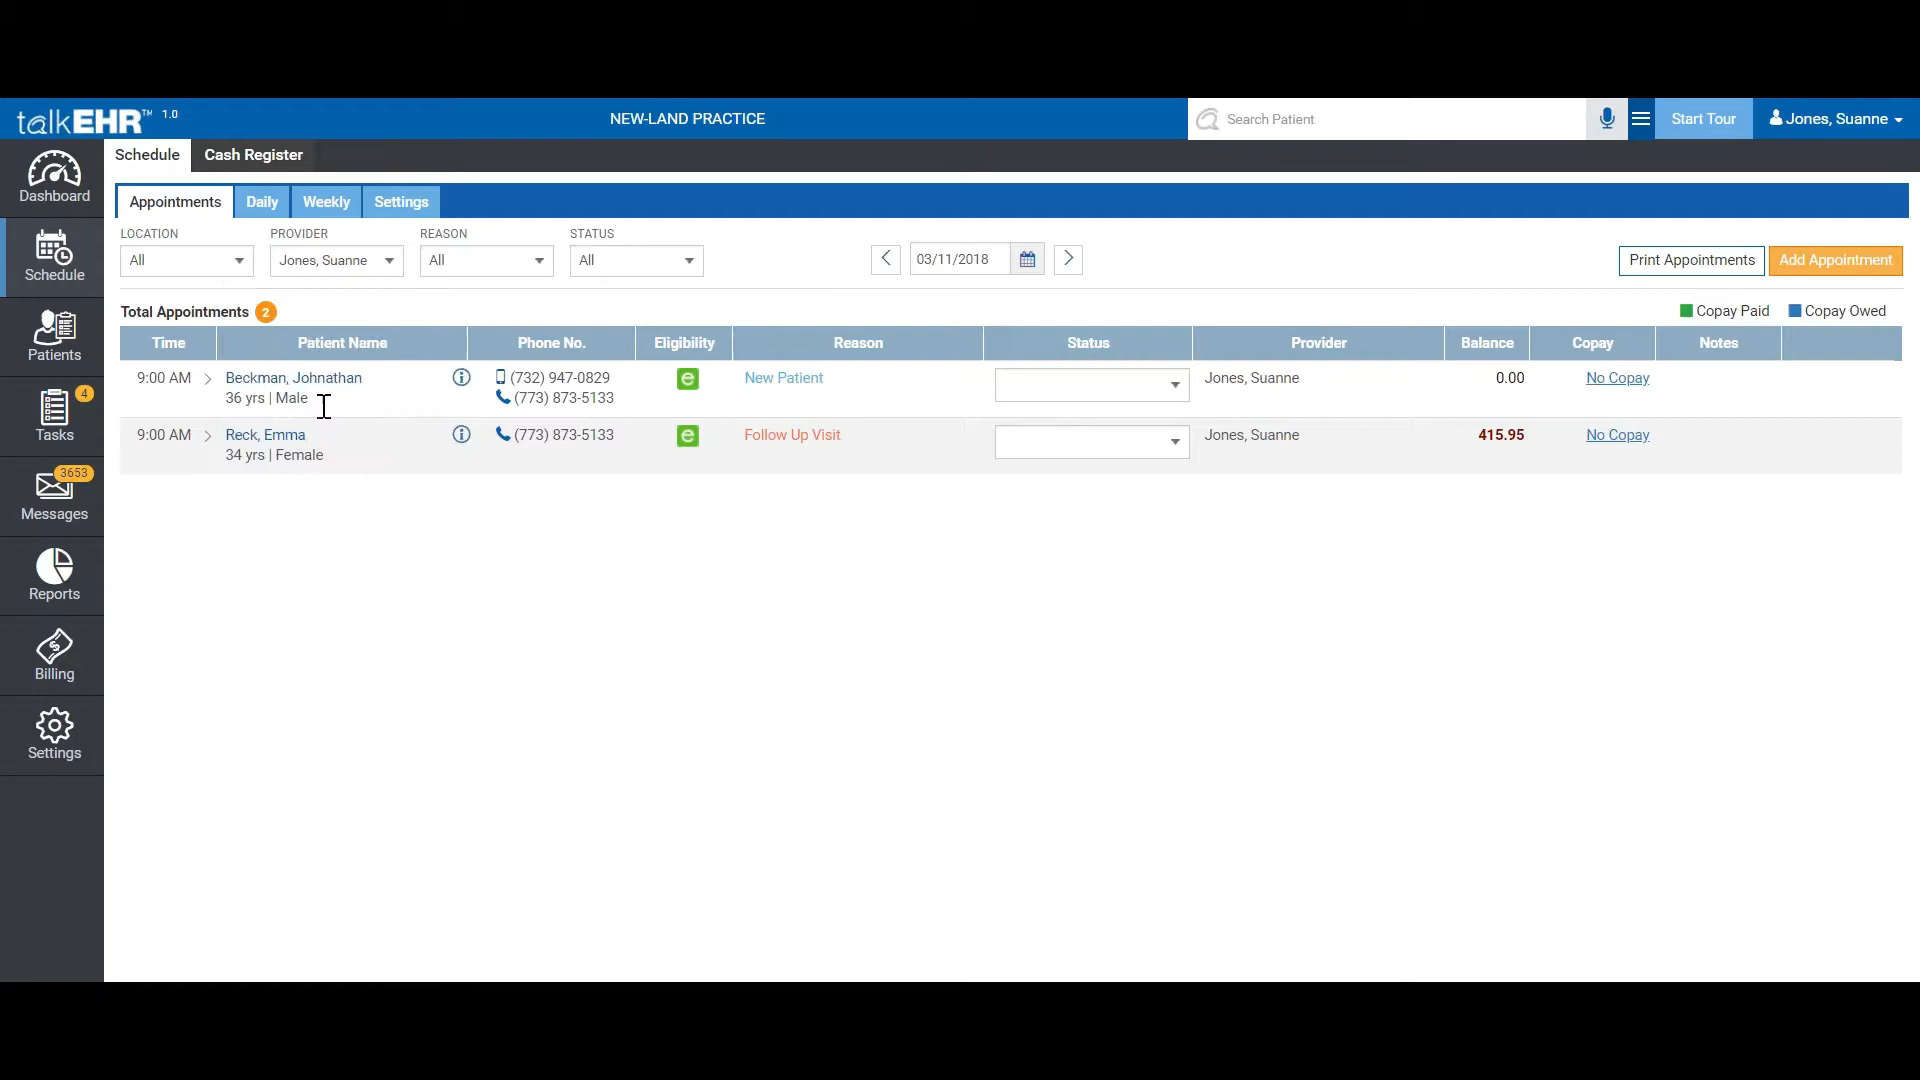 talkEHR™ 1.0
NEW-LAND PRACTICE
Search Patient
Start Tour
Jones, Suanne
Schedule
Cash Register
Dashboard
Schedule
Patients
4
Tasks
3653
Messages
Reports
Billing
Settings
Appointments
Daily
Weekly
Settings
LOCATION
PROVIDER
REASON
STATUS
All
Jones, Suanne
All
All
03/11/2018
Print Appointments
Add Appointment
Total Appointments 2
Copay Paid
Copay Owed
Time Patient Name Phone No. Eligibility Reason Status Provider Balance Copay Notes
9:00 AM Beckman, Johnathan (732) 947-0829 e New Patient Jones, Suanne 0.00 No Copay
36 yrs | Male (773) 873-5133
9:00 AM Reck, Emma (773) 873-5133 e Follow Up Visit Jones, Suanne 415.95 No Copay
34 yrs | Female